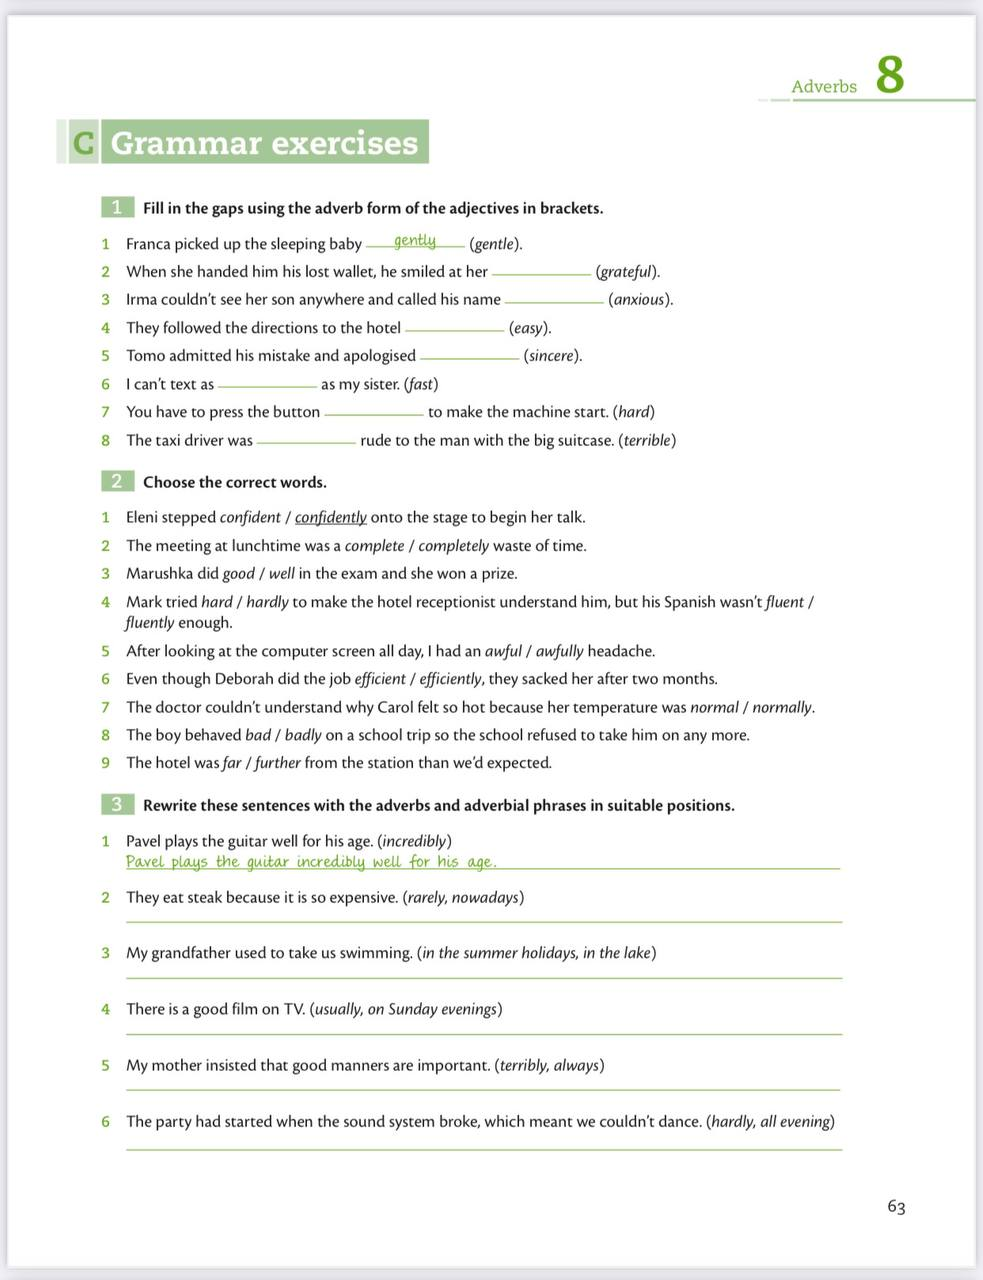 Adverbs 8
C Grammar exercises
1 Fill in the gaps using the adverb form of the adjectives in brackets.
1 Franca picked up the sleeping baby gently (gentle).
2 When she handed him his lost wallet, he smiled at her __________ (grateful).
3 Irma couldn't see her son anywhere and called his name __________ (anxious).
4 They followed the directions to the hotel __________ (easy).
5 Tomo admitted his mistake and apologised __________ (sincere).
6 I can't text as __________ as my sister. (fast)
7 You have to press the button __________ to make the machine start. (hard)
8 The taxi driver was __________ rude to the man with the big suitcase. (terrible)
2 Choose the correct words.
1 Eleni stepped confident / confidently onto the stage to begin her talk.
2 The meeting at lunchtime was a complete / completely waste of time.
3 Marushka did good / well in the exam and she won a prize.
4 Mark tried hard / hardly to make the hotel receptionist understand him, but his Spanish wasn't fluent /
fluently enough.
5 After looking at the computer screen all day, I had an awful / awfully headache.
6 Even though Deborah did the job efficient / efficiently, they sacked her after two months.
7 The doctor couldn't understand why Carol felt so hot because her temperature was normal / normally.
8 The boy behaved bad / badly on a school trip so the school refused to take him on any more.
9 The hotel was far / further from the station than we'd expected.
3 Rewrite these sentences with the adverbs and adverbial phrases in suitable positions.
1 Pavel plays the guitar well for his age. (incredibly)
Pavel plays the guitar incredibly well for his age.
2 They eat steak because it is so expensive. (rarely, nowadays)
3 My grandfather used to take us swimming. (in the summer holidays, in the lake)
4 There is a good film on TV. (usually, on Sunday evenings)
5 My mother insisted that good manners are important. (terribly, always)
6 The party had started when the sound system broke, which meant we couldn't dance. (hardly, all evening)
63